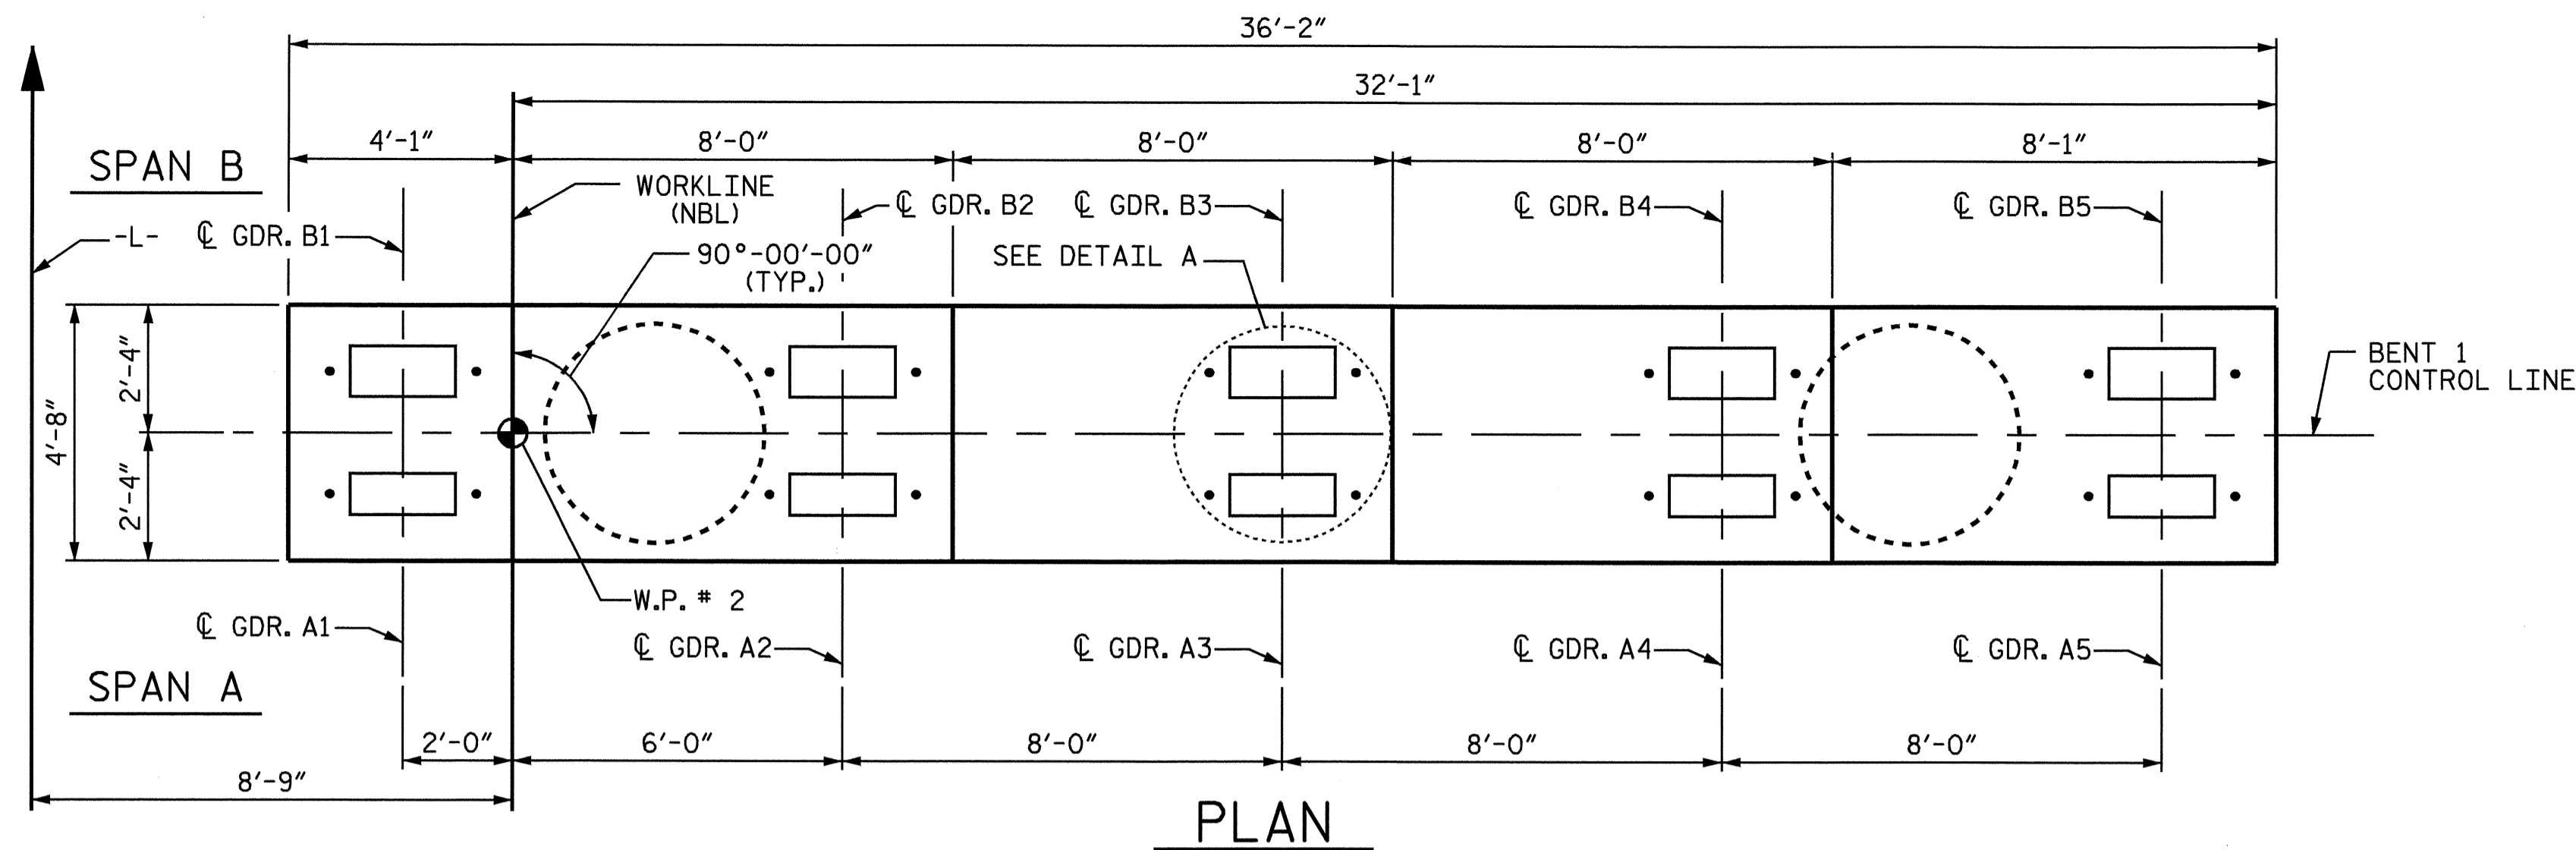 36'-2"
32'-1"
4'-1" 8'-0" 8'-0" 8'-0" 8'-1"
SPAN B
WORKLINE
(NBL)
℄ GDR. B2 ℄ GDR. B3 ℄ GDR. B4 ℄ GDR. B5
-L- ℄ GDR. B1
90°-00'-00"
(TYP.)
SEE DETAIL A
2'-4"
4'-8"
2'-4"
BENT 1
CONTROL LINE
W.P. # 2
℄ GDR. A1
℄ GDR. A2 ℄ GDR. A3 ℄ GDR. A4 ℄ GDR. A5
SPAN A
2'-0" 6'-0" 8'-0" 8'-0" 8'-0"
8'-9"
PLAN